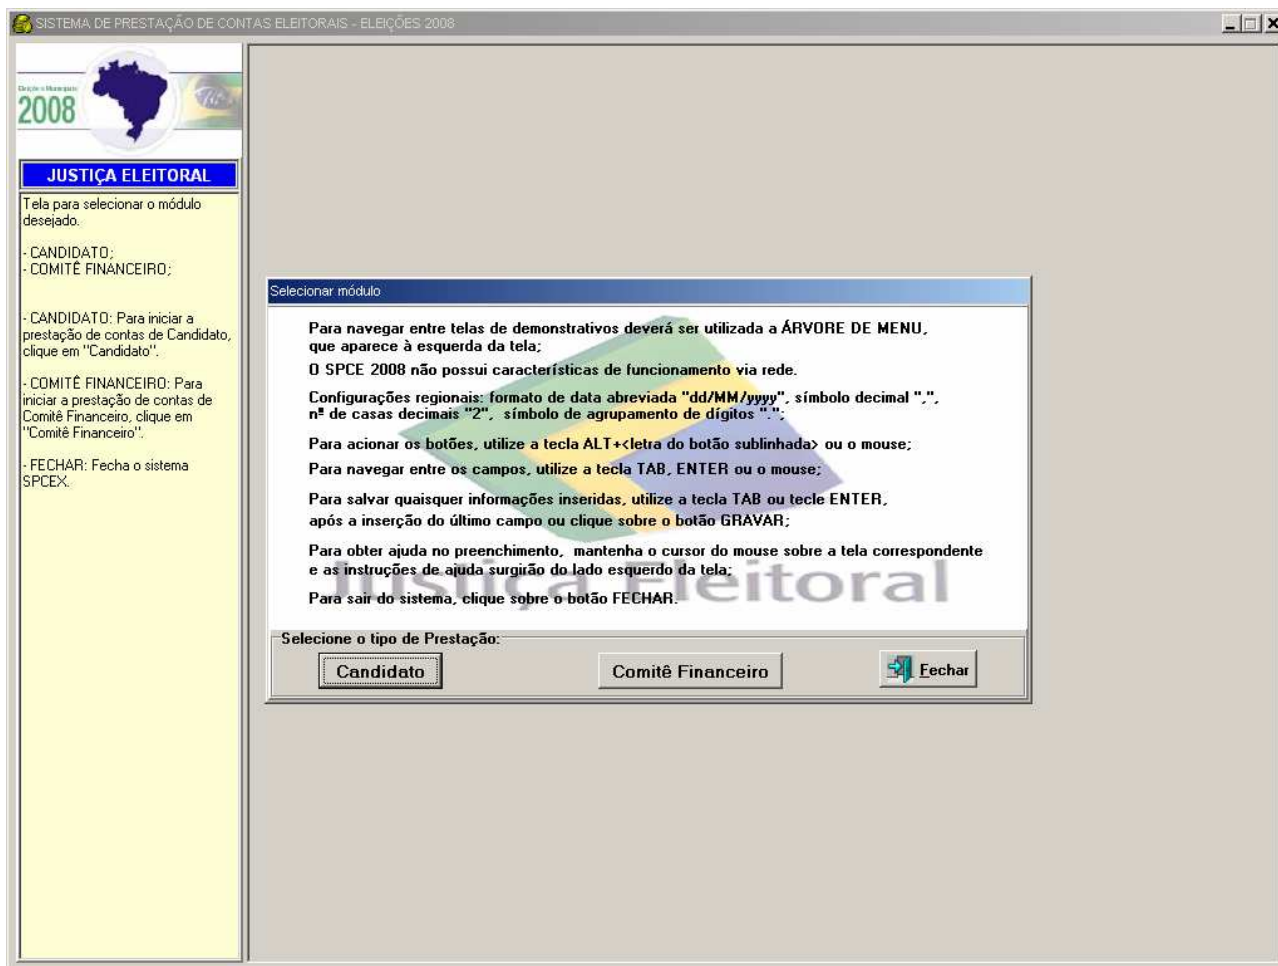 SISTEMA DE PRESTAÇÃO DE CONTAS ELEITORAIS - ELEIÇÕES 2008
2008
JUSTIÇA ELEITORAL
Tela para selecionar o módulo
desejado.
- CANDIDATO;
- COMITÊ FINANCEIRO;
- CANDIDATO: Para iniciar a
prestação de contas de Candidato,
clique em "Candidato".
- COMITÊ FINANCEIRO: Para
iniciar a prestação de contas de
Comitê Financeiro, clique em
"Comitê Financeiro".
- FECHAR: Fecha o sistema
SPCEX.
Selecionar módulo
Para navegar entre telas de demonstrativos deverá ser utilizada a ÁRVORE DE MENU,
que aparece à esquerda da tela;
O SPCE 2008 não possui características de funcionamento via rede.
Configurações regionais: formato de data abreviada "dd/MM/yyyy", símbolo decimal ",",
nº de casas decimais "2", símbolo de agrupamento de dígitos ".";
Para acionar os botões, utilize a tecla ALT+<letra do botão sublinhada> ou o mouse;
Para navegar entre os campos, utilize a tecla TAB, ENTER ou o mouse;
Para salvar quaisquer informações inseridas, utilize a tecla TAB ou tecle ENTER,
após a inserção do último campo ou clique sobre o botão GRAVAR;
Para obter ajuda no preenchimento, mantenha o cursor do mouse sobre a tela correspondente
e as instruções de ajuda surgirão do lado esquerdo da tela;
Justiça Eleitoral
Para sair do sistema, clique sobre o botão FECHAR.
Selecione o tipo de Prestação:
Candidato
Comitê Financeiro
Fechar